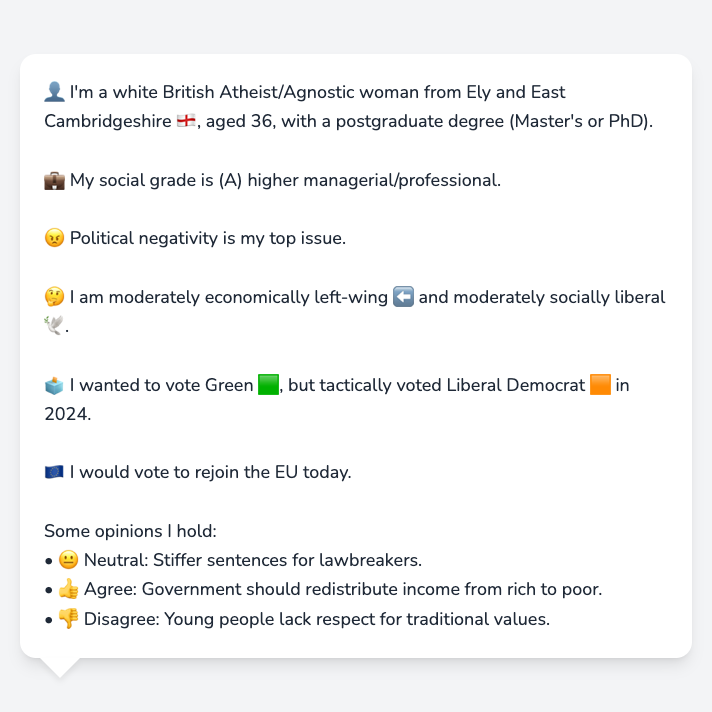 👤 I'm a white British Atheist/Agnostic woman from Ely and East
Cambridgeshire 🏴󠁧󠁢󠁥󠁮󠁧󠁿, aged 36, with a postgraduate degree (Master's or PhD).
💼 My social grade is (A) higher managerial/professional.
😠 Political negativity is my top issue.
🤔 I am moderately economically left-wing ⬅️ and moderately socially liberal
🕊️.
🗳️ I wanted to vote Green 🟩, but tactically voted Liberal Democrat 🟧 in
2024.
🇪🇺 I would vote to rejoin the EU today.
Some opinions I hold:
• 😐 Neutral: Stiffer sentences for lawbreakers.
• 👍 Agree: Government should redistribute income from rich to poor.
• 👎 Disagree: Young people lack respect for traditional values.